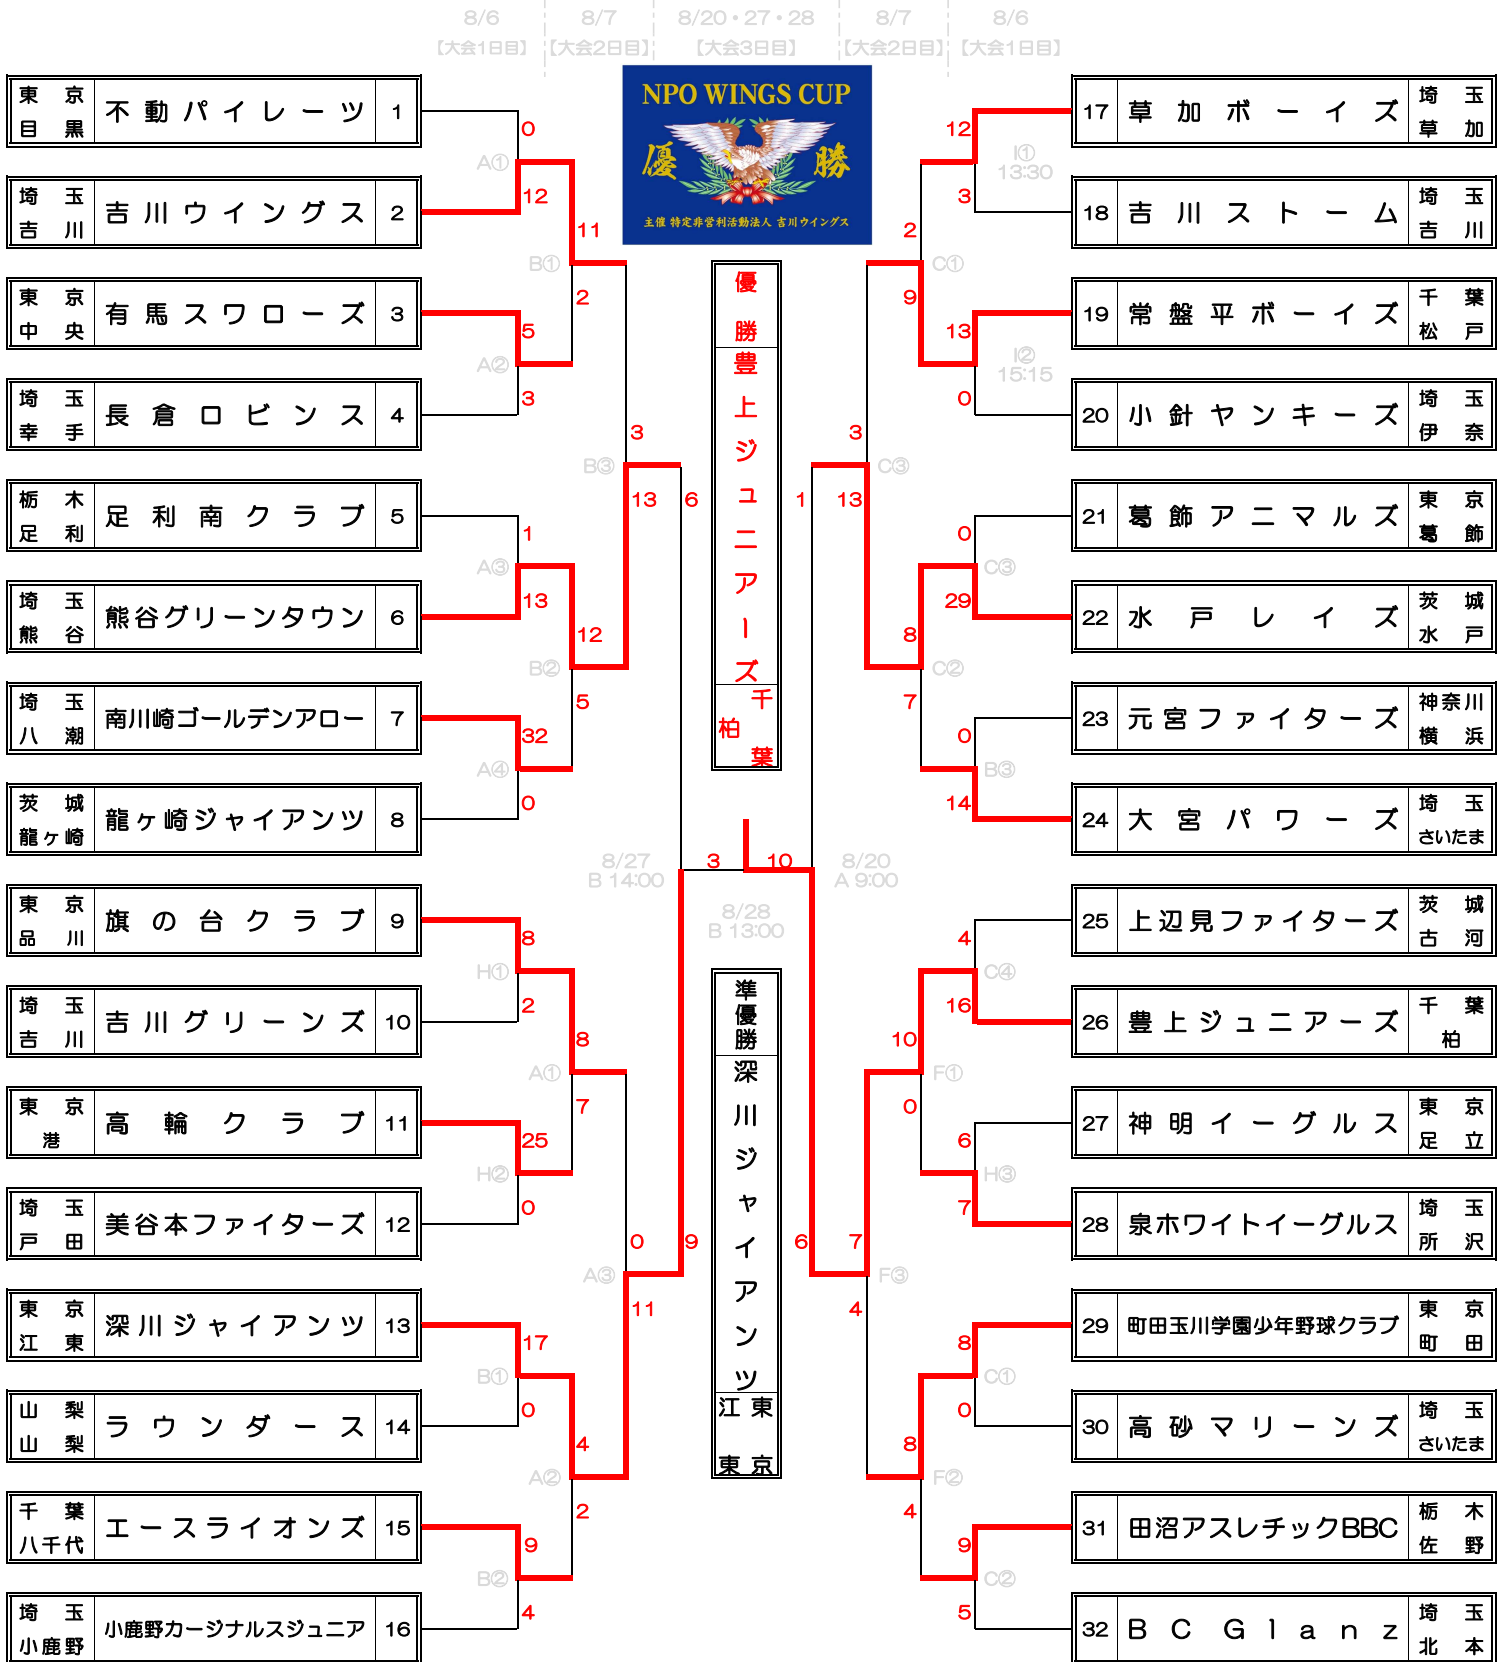 8/6 8/7 8/20・27・28 8/7 8/6
【大会1日目】 【大会2日目】 【大会3日目】 【大会2日目】 【大会1日目】
NPO WINGS CUP
優 勝
主催 特定非営利活動法人 吉川ウイングス
東京 目黒 不動パイレーツ 1
0
A①
12
埼玉 吉川 吉川ウイングス 2
11
B①
2
東京 中央 有馬スワローズ 3
5
A②
3
埼玉 幸手 長倉ロビンス 4
3
B③
13
6
栃木 足利 足利南クラブ 5
1
A③
13
埼玉 熊谷 熊谷グリーンタウン 6
12
B②
5
埼玉 八潮 南川崎ゴールデンアロー 7
32
A④
0
茨城 龍ヶ崎 龍ヶ崎ジャイアンツ 8
8/27
B 14:00
東京 品川 旗の台クラブ 9
8
H①
2
埼玉 吉川 吉川グリーンズ 10
8
A①
7
東京 港 高輪クラブ 11
25
H②
0
埼玉 戸田 美谷本ファイターズ 12
0
A③
11
9
東京 江東 深川ジャイアンツ 13
17
B①
0
山梨 山梨 ラウンダース 14
4
A②
2
千葉 八千代 エースライオンズ 15
9
B②
4
埼玉 小鹿野 小鹿野カージナルスジュニア 16
優勝
豊上ジュニアーズ
千葉
柏
3 10
8/28
B 13:00
準優勝
深川ジャイアンツ
江東
東京
17 草加ボーイズ 埼玉 草加
12
I①
13:30
3
18 吉川ストーム 埼玉 吉川
2
C①
9
19 常盤平ボーイズ 千葉 松戸
13
I②
15:15
0
20 小針ヤンキーズ 埼玉 伊奈
3
C③
13
1
21 葛飾アニマルズ 東京 葛飾
0
C③
29
22 水戸レイズ 茨城 水戸
8
C②
7
23 元宮ファイターズ 神奈川 横浜
0
B③
14
24 大宮パワーズ 埼玉 さいたま
8/20
A 9:00
25 上辺見ファイターズ 茨城 古河
4
C④
16
26 豊上ジュニアーズ 千葉 柏
10
F①
0
27 神明イーグルス 東京 足立
6
H③
7
28 泉ホワイトイーグルス 埼玉 所沢
6
7
F③
4
29 町田玉川学園少年野球クラブ 東京 町田
8
C①
0
30 高砂マリーンズ 埼玉 さいたま
8
F②
4
31 田沼アスレチックBBC 栃木 佐野
9
C②
5
32 BC Glanz 埼玉 北本